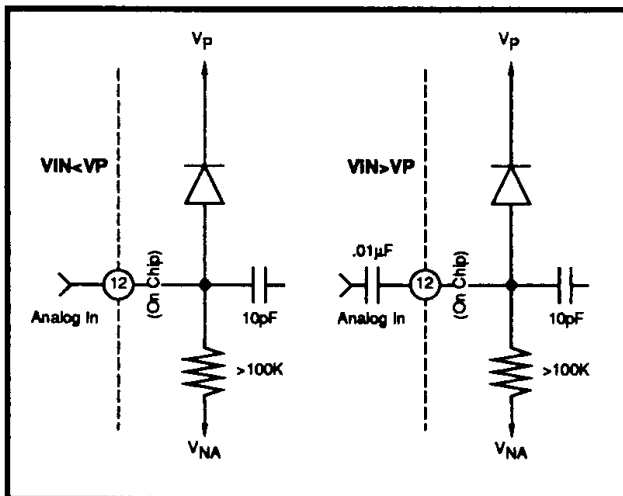 VP
VIN<VP
12
(On Chip)
Analog In
10pF
>100K
VNA
VP
VIN>VP
.01µF
12
(On Chip)
Analog In
10pF
>100K
VNA